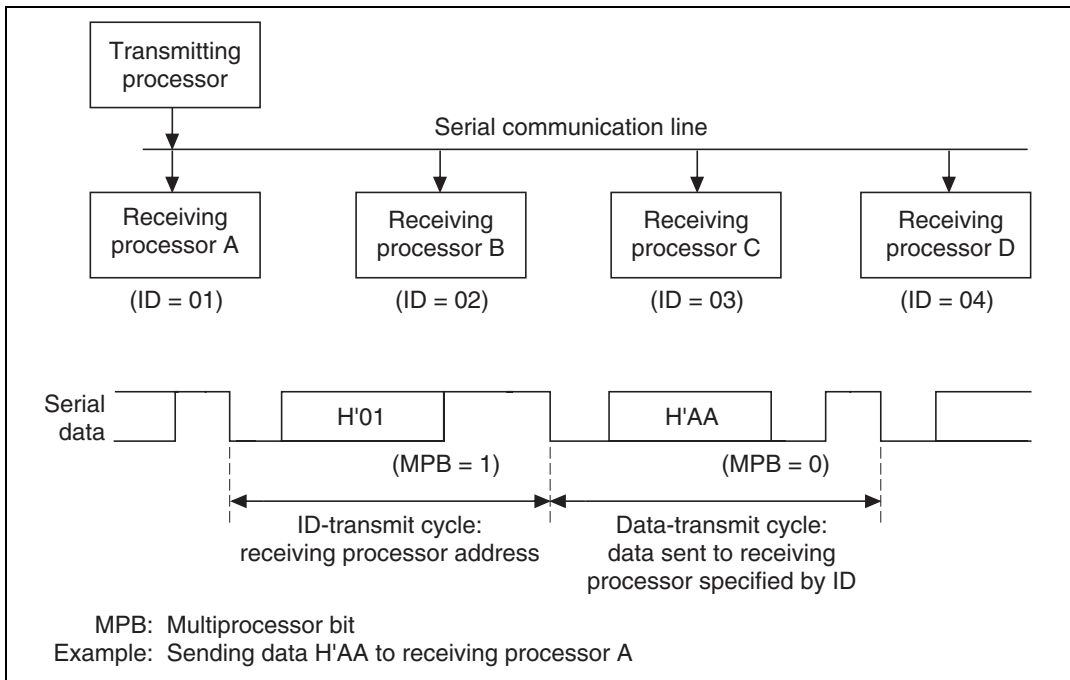 Transmitting
processor
Serial communication line
Receiving
processor A
Receiving
processor B
Receiving
processor C
Receiving
processor D
(ID = 01)
(ID = 02)
(ID = 03)
(ID = 04)
Serial
data
H'01
H'AA
(MPB = 1)
(MPB = 0)
ID-transmit cycle:
receiving processor address
Data-transmit cycle:
data sent to receiving
processor specified by ID
MPB: Multiprocessor bit
Example: Sending data H'AA to receiving processor A